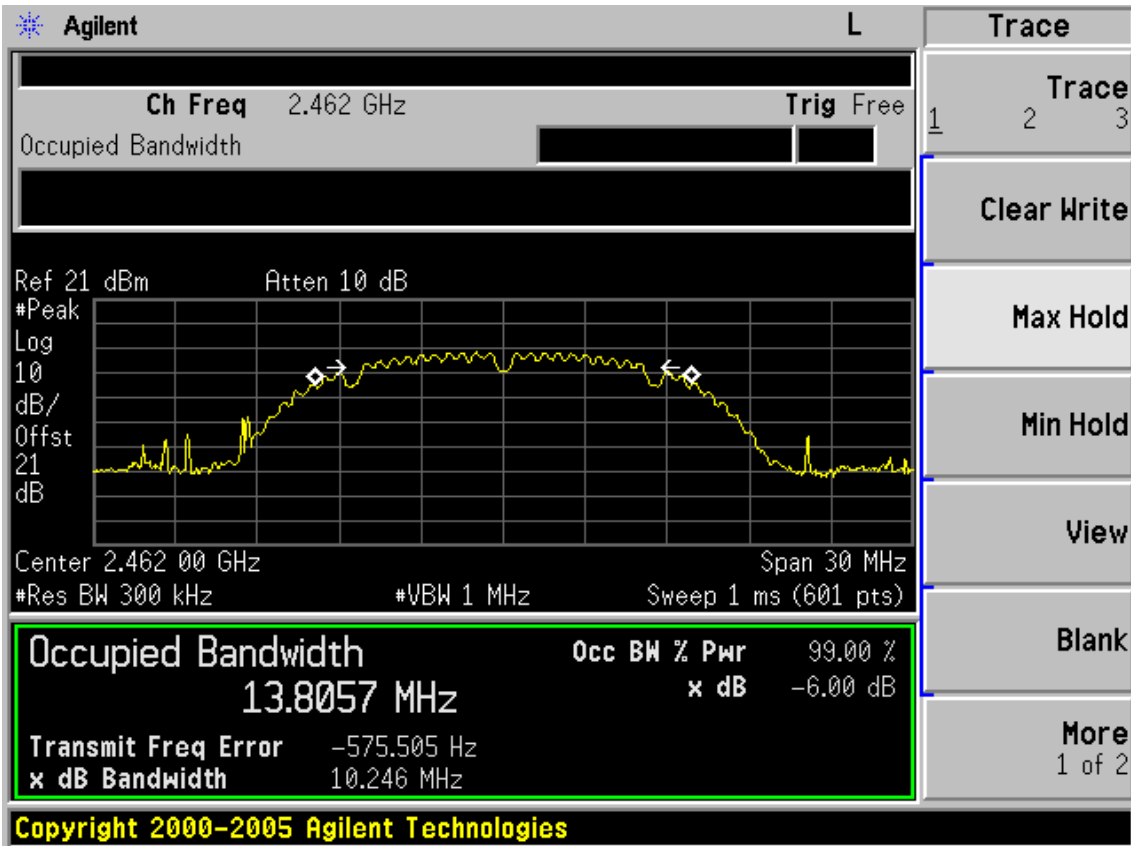 Agilent
L
Trace
Ch Freq 2.462 GHz
Trig Free
Occupied Bandwidth
Trace
1 2 3
Clear Write
Max Hold
Min Hold
View
Blank
More
1 of 2
Ref 21 dBm
Atten 10 dB
#Peak
Log
10
dB/
Offst
21
dB
Center 2.462 00 GHz
Span 30 MHz
#Res BW 300 kHz
#VBW 1 MHz
Sweep 1 ms (601 pts)
Occupied Bandwidth
13.8057 MHz
Occ BW % Pwr 99.00 %
x dB -6.00 dB
Transmit Freq Error -575.505 Hz
x dB Bandwidth 10.246 MHz
Copyright 2000-2005 Agilent Technologies